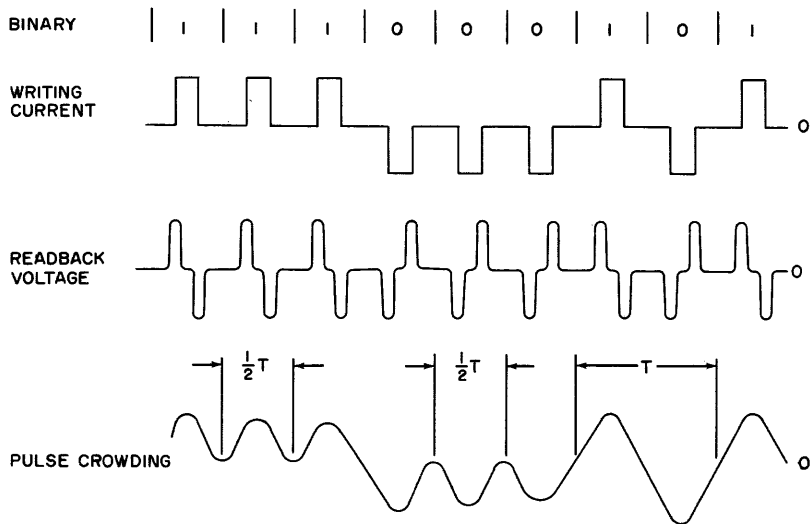 BINARY | 1 | 1 | 1 | 0 | 0 | 0 | 1 | 0 | 1
WRITING
CURRENT
0
READBACK
VOLTAGE
0
½T ½T T
PULSE CROWDING
0